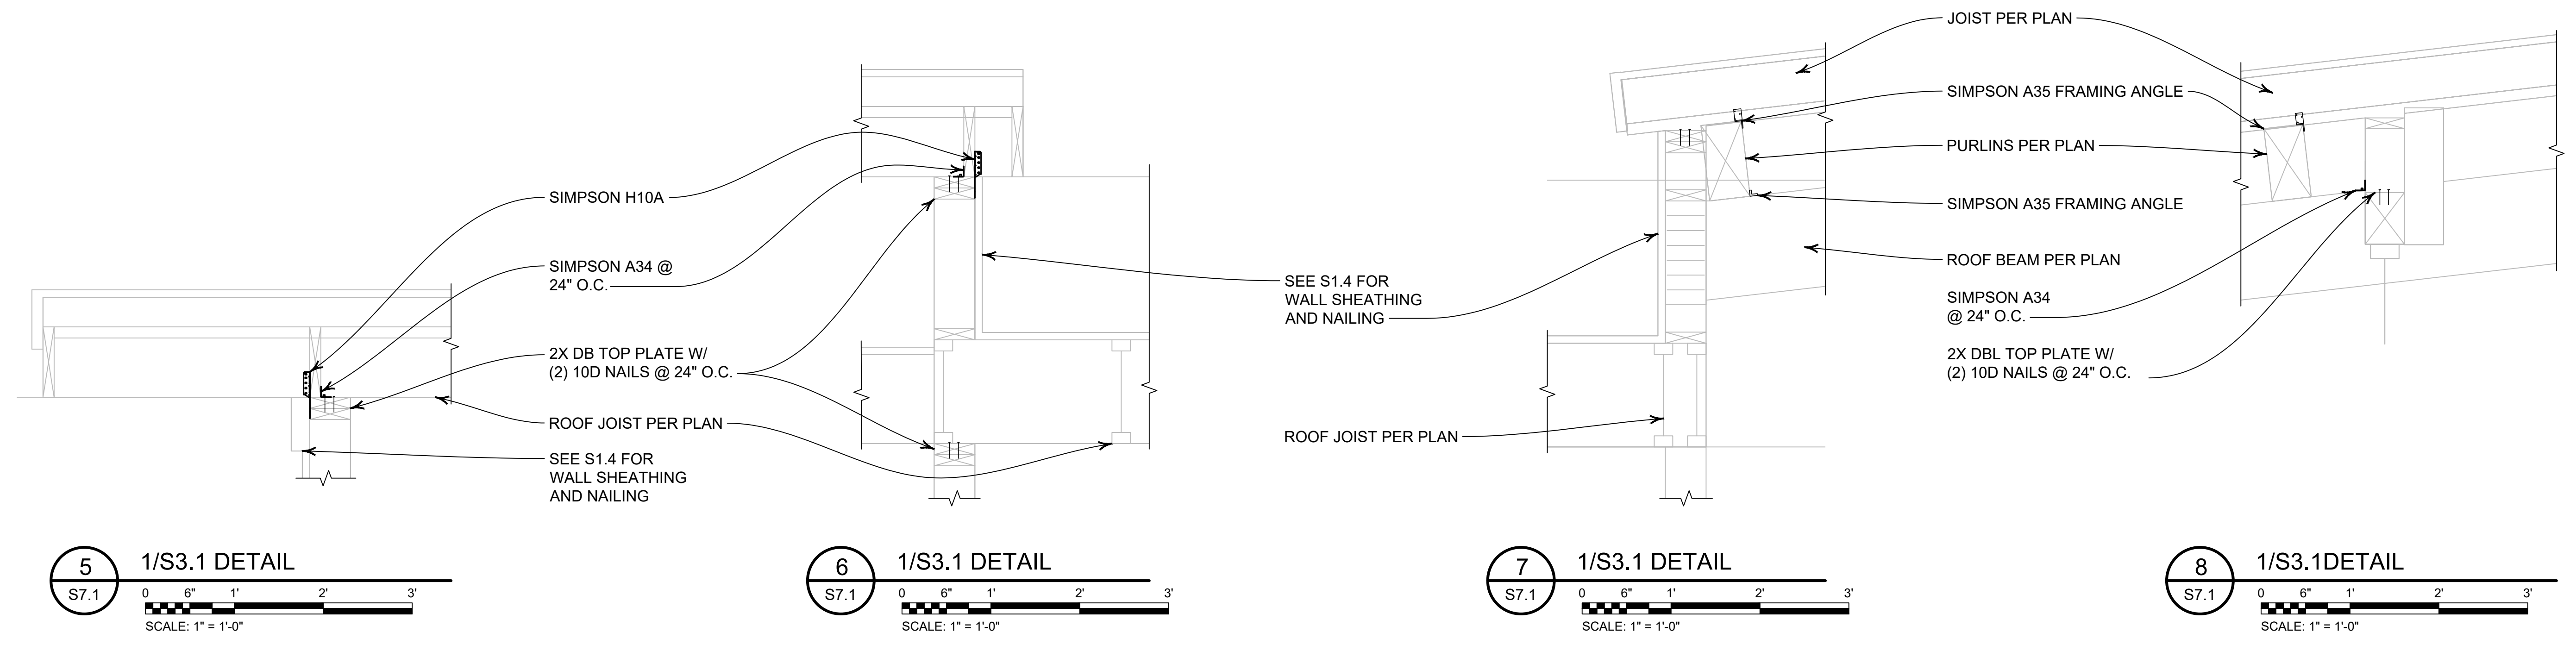 SIMPSON H10A
SIMPSON A34 @
24" O.C.
2X DB TOP PLATE W/
(2) 10D NAILS @ 24" O.C.
ROOF JOIST PER PLAN
SEE S1.4 FOR
WALL SHEATHING
AND NAILING
SEE S1.4 FOR
WALL SHEATHING
AND NAILING
ROOF JOIST PER PLAN
JOIST PER PLAN
SIMPSON A35 FRAMING ANGLE
PURLINS PER PLAN
SIMPSON A35 FRAMING ANGLE
ROOF BEAM PER PLAN
SIMPSON A34
@ 24" O.C.
2X DBL TOP PLATE W/
(2) 10D NAILS @ 24" O.C.
5
S7.1
1/S3.1 DETAIL
0 6" 1' 2' 3'
SCALE: 1" = 1'-0"
6
S7.1
1/S3.1 DETAIL
0 6" 1' 2' 3'
SCALE: 1" = 1'-0"
7
S7.1
1/S3.1 DETAIL
0 6" 1' 2' 3'
SCALE: 1" = 1'-0"
8
S7.1
1/S3.1DETAIL
0 6" 1' 2' 3'
SCALE: 1" = 1'-0"